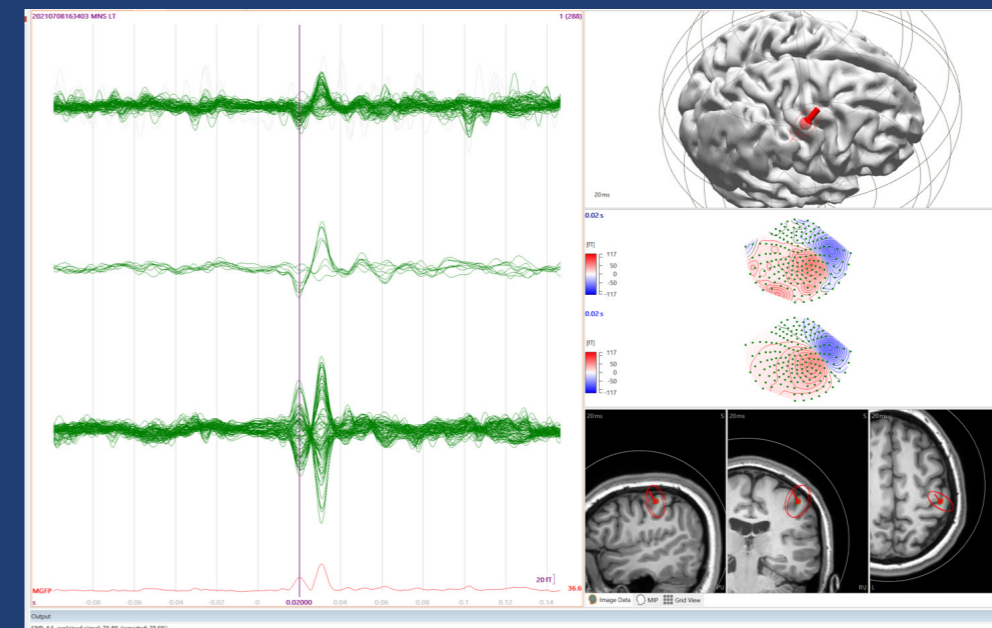 20210708163403 MNS LT
1 (288)
20 fT
MGFP
36.6
s
-0.08
-0.06
-0.04
-0.02
0
0.02000
0.04
0.06
0.08
0.1
0.12
0.14
20 ms
0.02 s
[fT]
117
50
0
-50
-117
0.02 s
[fT]
117
50
0
-50
-117
20ms
S
20ms
S
20ms
Image Data
MIP
Grid View
Output